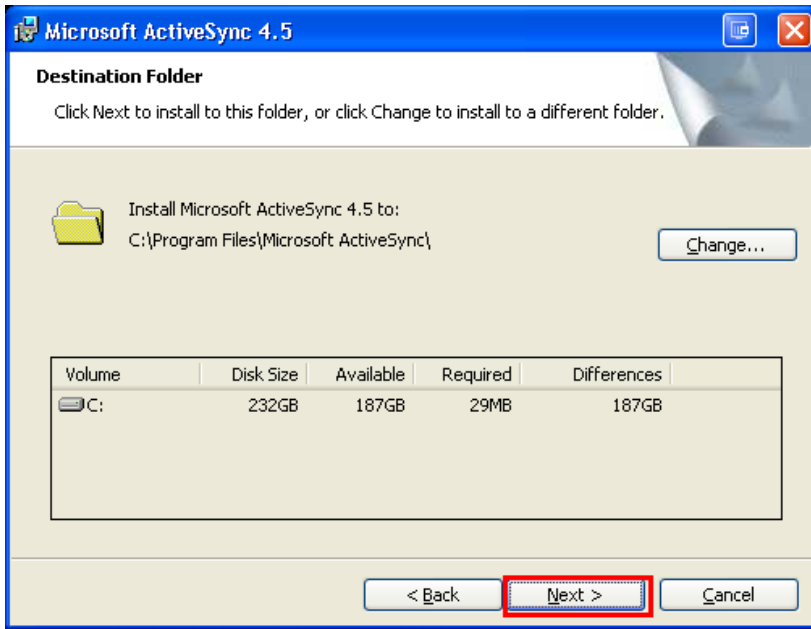 Microsoft ActiveSync 4.5
Destination Folder
Click Next to install to this folder, or click Change to install to a different folder.
Install Microsoft ActiveSync 4.5 to:
C:\Program Files\Microsoft ActiveSync\
Change...
Volume Disk Size Available Required Differences
C: 232GB 187GB 29MB 187GB
< Back Next > Cancel